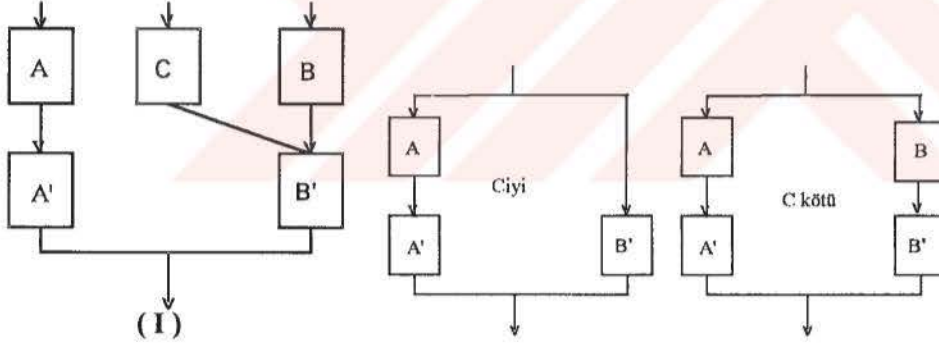 A C B
A' B'
( I )
A
Ciyi
A' B'
A B
C kötü
A' B'